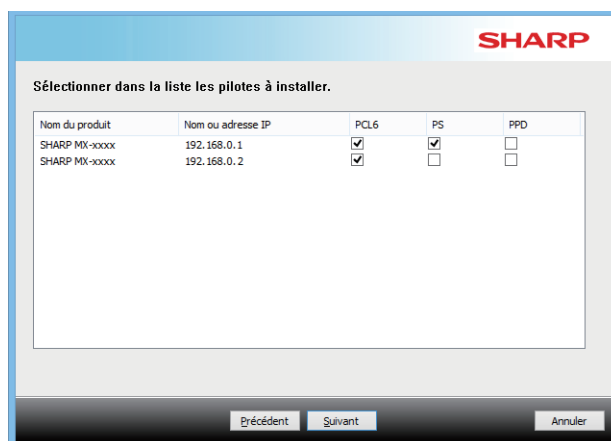 SHARP
Sélectionner dans la liste les pilotes à installer.
Nom du produit Nom ou adresse IP PCL6 PS PPD
SHARP MX-xxxx 192.168.0.1
SHARP MX-xxxx 192.168.0.2
Précédent Suivant Annuler